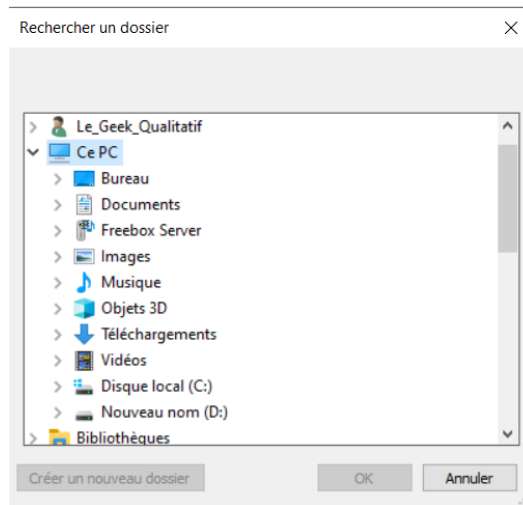 Rechercher un dossier
Le_Geek_Qualitatif
Ce PC
Bureau
Documents
Freebox Server
Images
Musique
Objets 3D
Téléchargements
Vidéos
Disque local (C:)
Nouveau nom (D:)
Bibliothèques
Créer un nouveau dossier OK Annuler